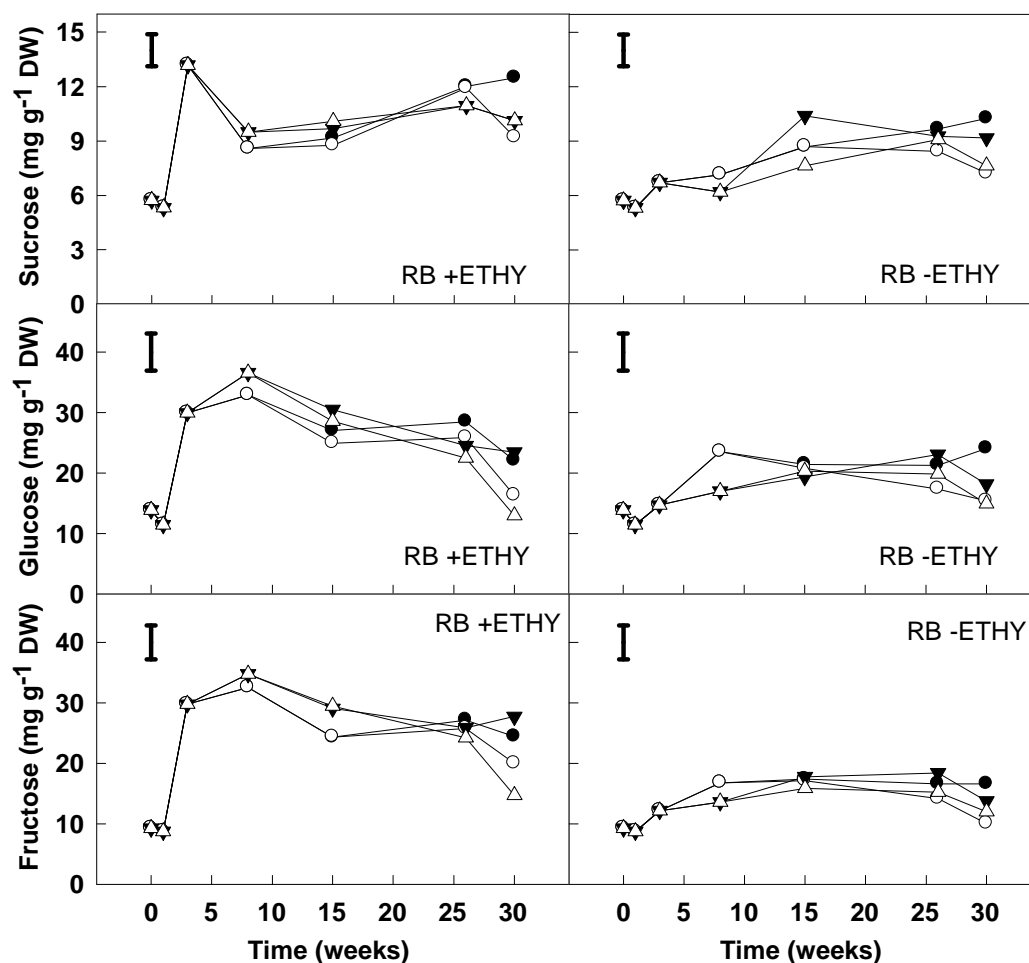 Sucrose (mg g⁻¹ DW)
15
12
9
6
3
0
RB +ETHY
RB -ETHY
Glucose (mg g⁻¹ DW)
40
30
20
10
0
RB +ETHY
RB -ETHY
Fructose (mg g⁻¹ DW)
40
30
20
10
0
RB +ETHY
RB -ETHY
0 5 10 15 20 25 30
0 5 10 15 20 25 30
Time (weeks)
Time (weeks)